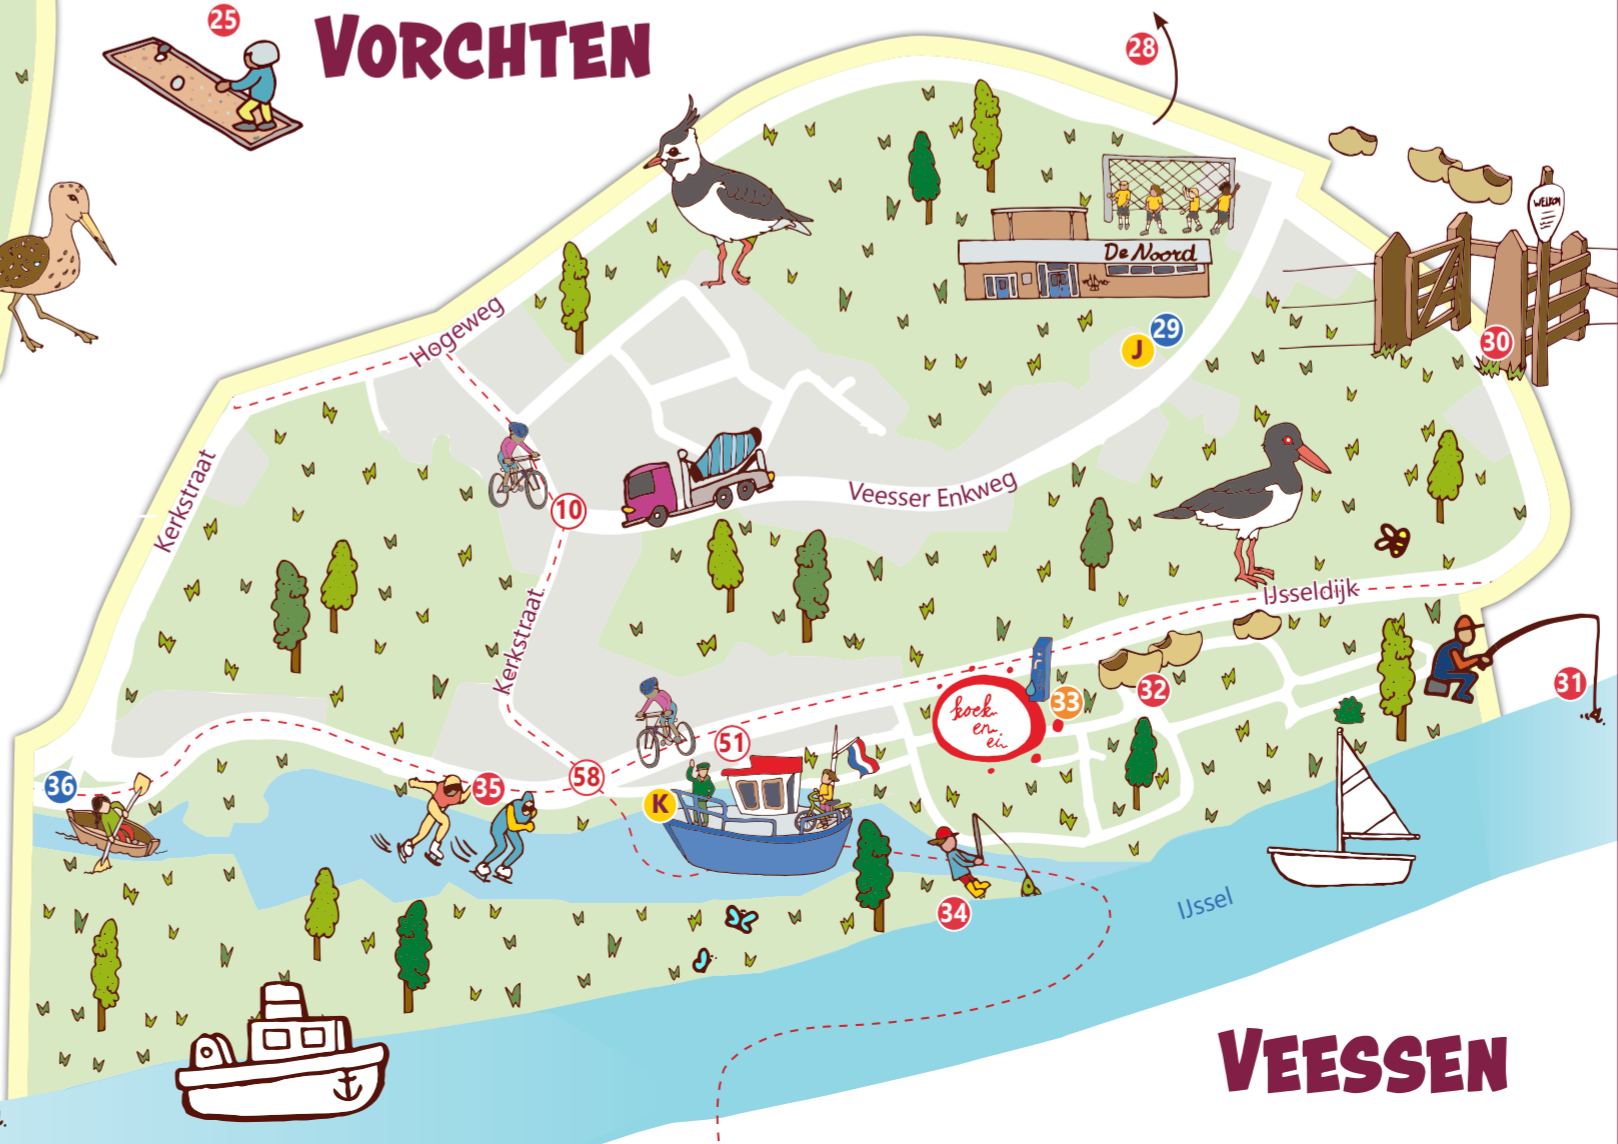 25
VORCHTEN
28
WELKOM
De Noord
Hogeweg
29
J
30
Kerkstraat
10
Veesser Enkweg
IJsseldijk
Kerkstraat
31
32
33
koek
en
ei
51
58
36
35
K
34
IJssel
VEESSEN